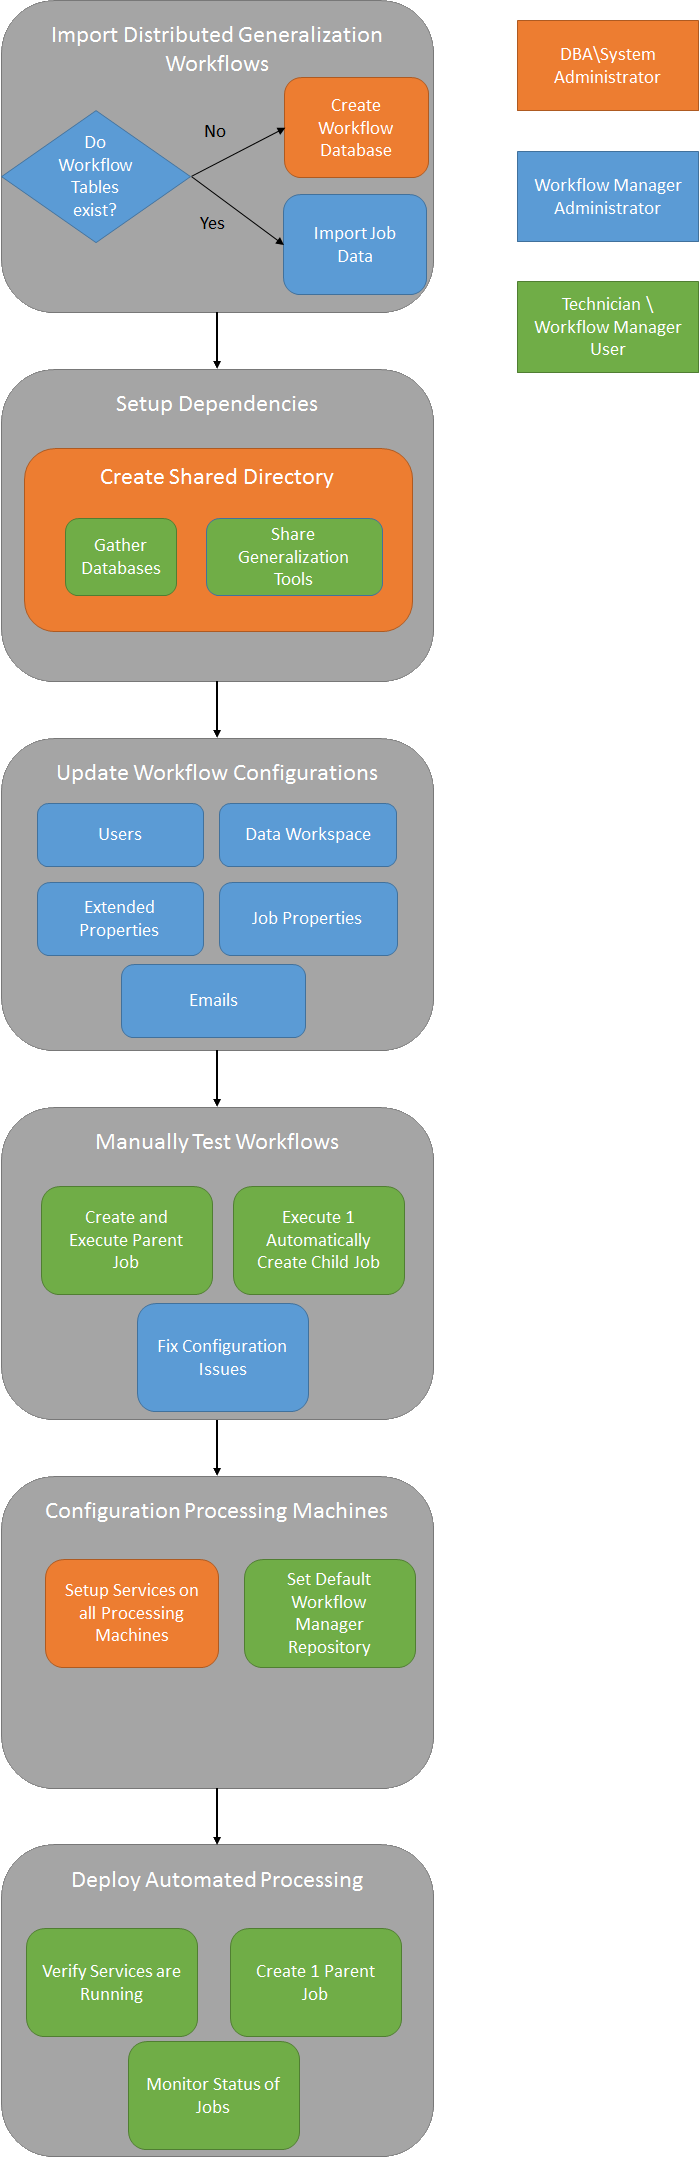 Import Distributed Generalization
Workflows
Do
Workflow
Tables
exist?
No
Yes
Create
Workflow
Database
Import Job
Data
DBA\System
Administrator
Workflow Manager
Administrator
Technician \
Workflow Manager
User
Setup Dependencies
Create Shared Directory
Gather
Databases
Share
Generalization
Tools
Update Workflow Configurations
Users
Data Workspace
Extended
Properties
Job Properties
Emails
Manually Test Workflows
Create and
Execute Parent
Job
Execute 1
Automatically
Create Child Job
Fix Configuration
Issues
Configuration Processing Machines
Setup Services on
all Processing
Machines
Set Default
Workflow
Manager
Repository
Deploy Automated Processing
Verify Services are
Running
Create 1 Parent
Job
Monitor Status of
Jobs